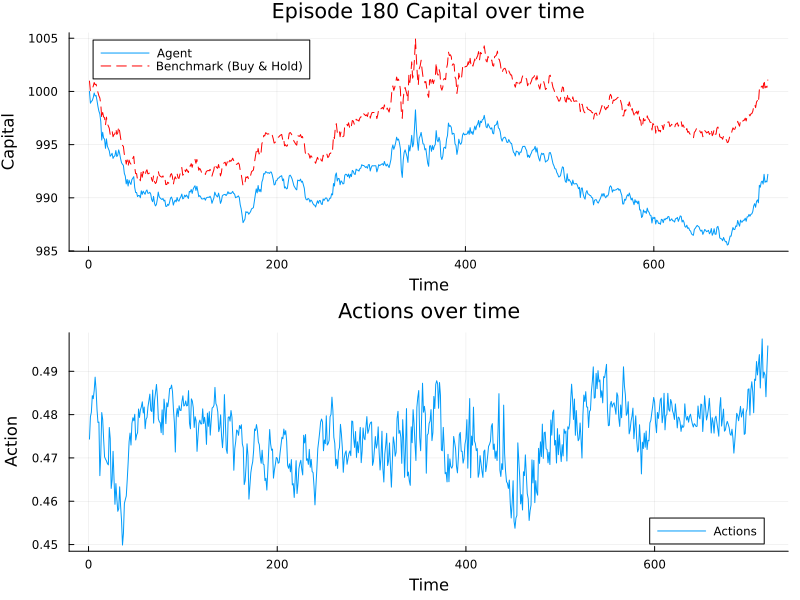 Episode 180 Capital over time
1005
1000
995
990
985
Capital
Agent
Benchmark (Buy & Hold)
0 200 400 600
Time
Actions over time
0.49
0.48
0.47
0.46
0.45
Action
Actions
0 200 400 600
Time